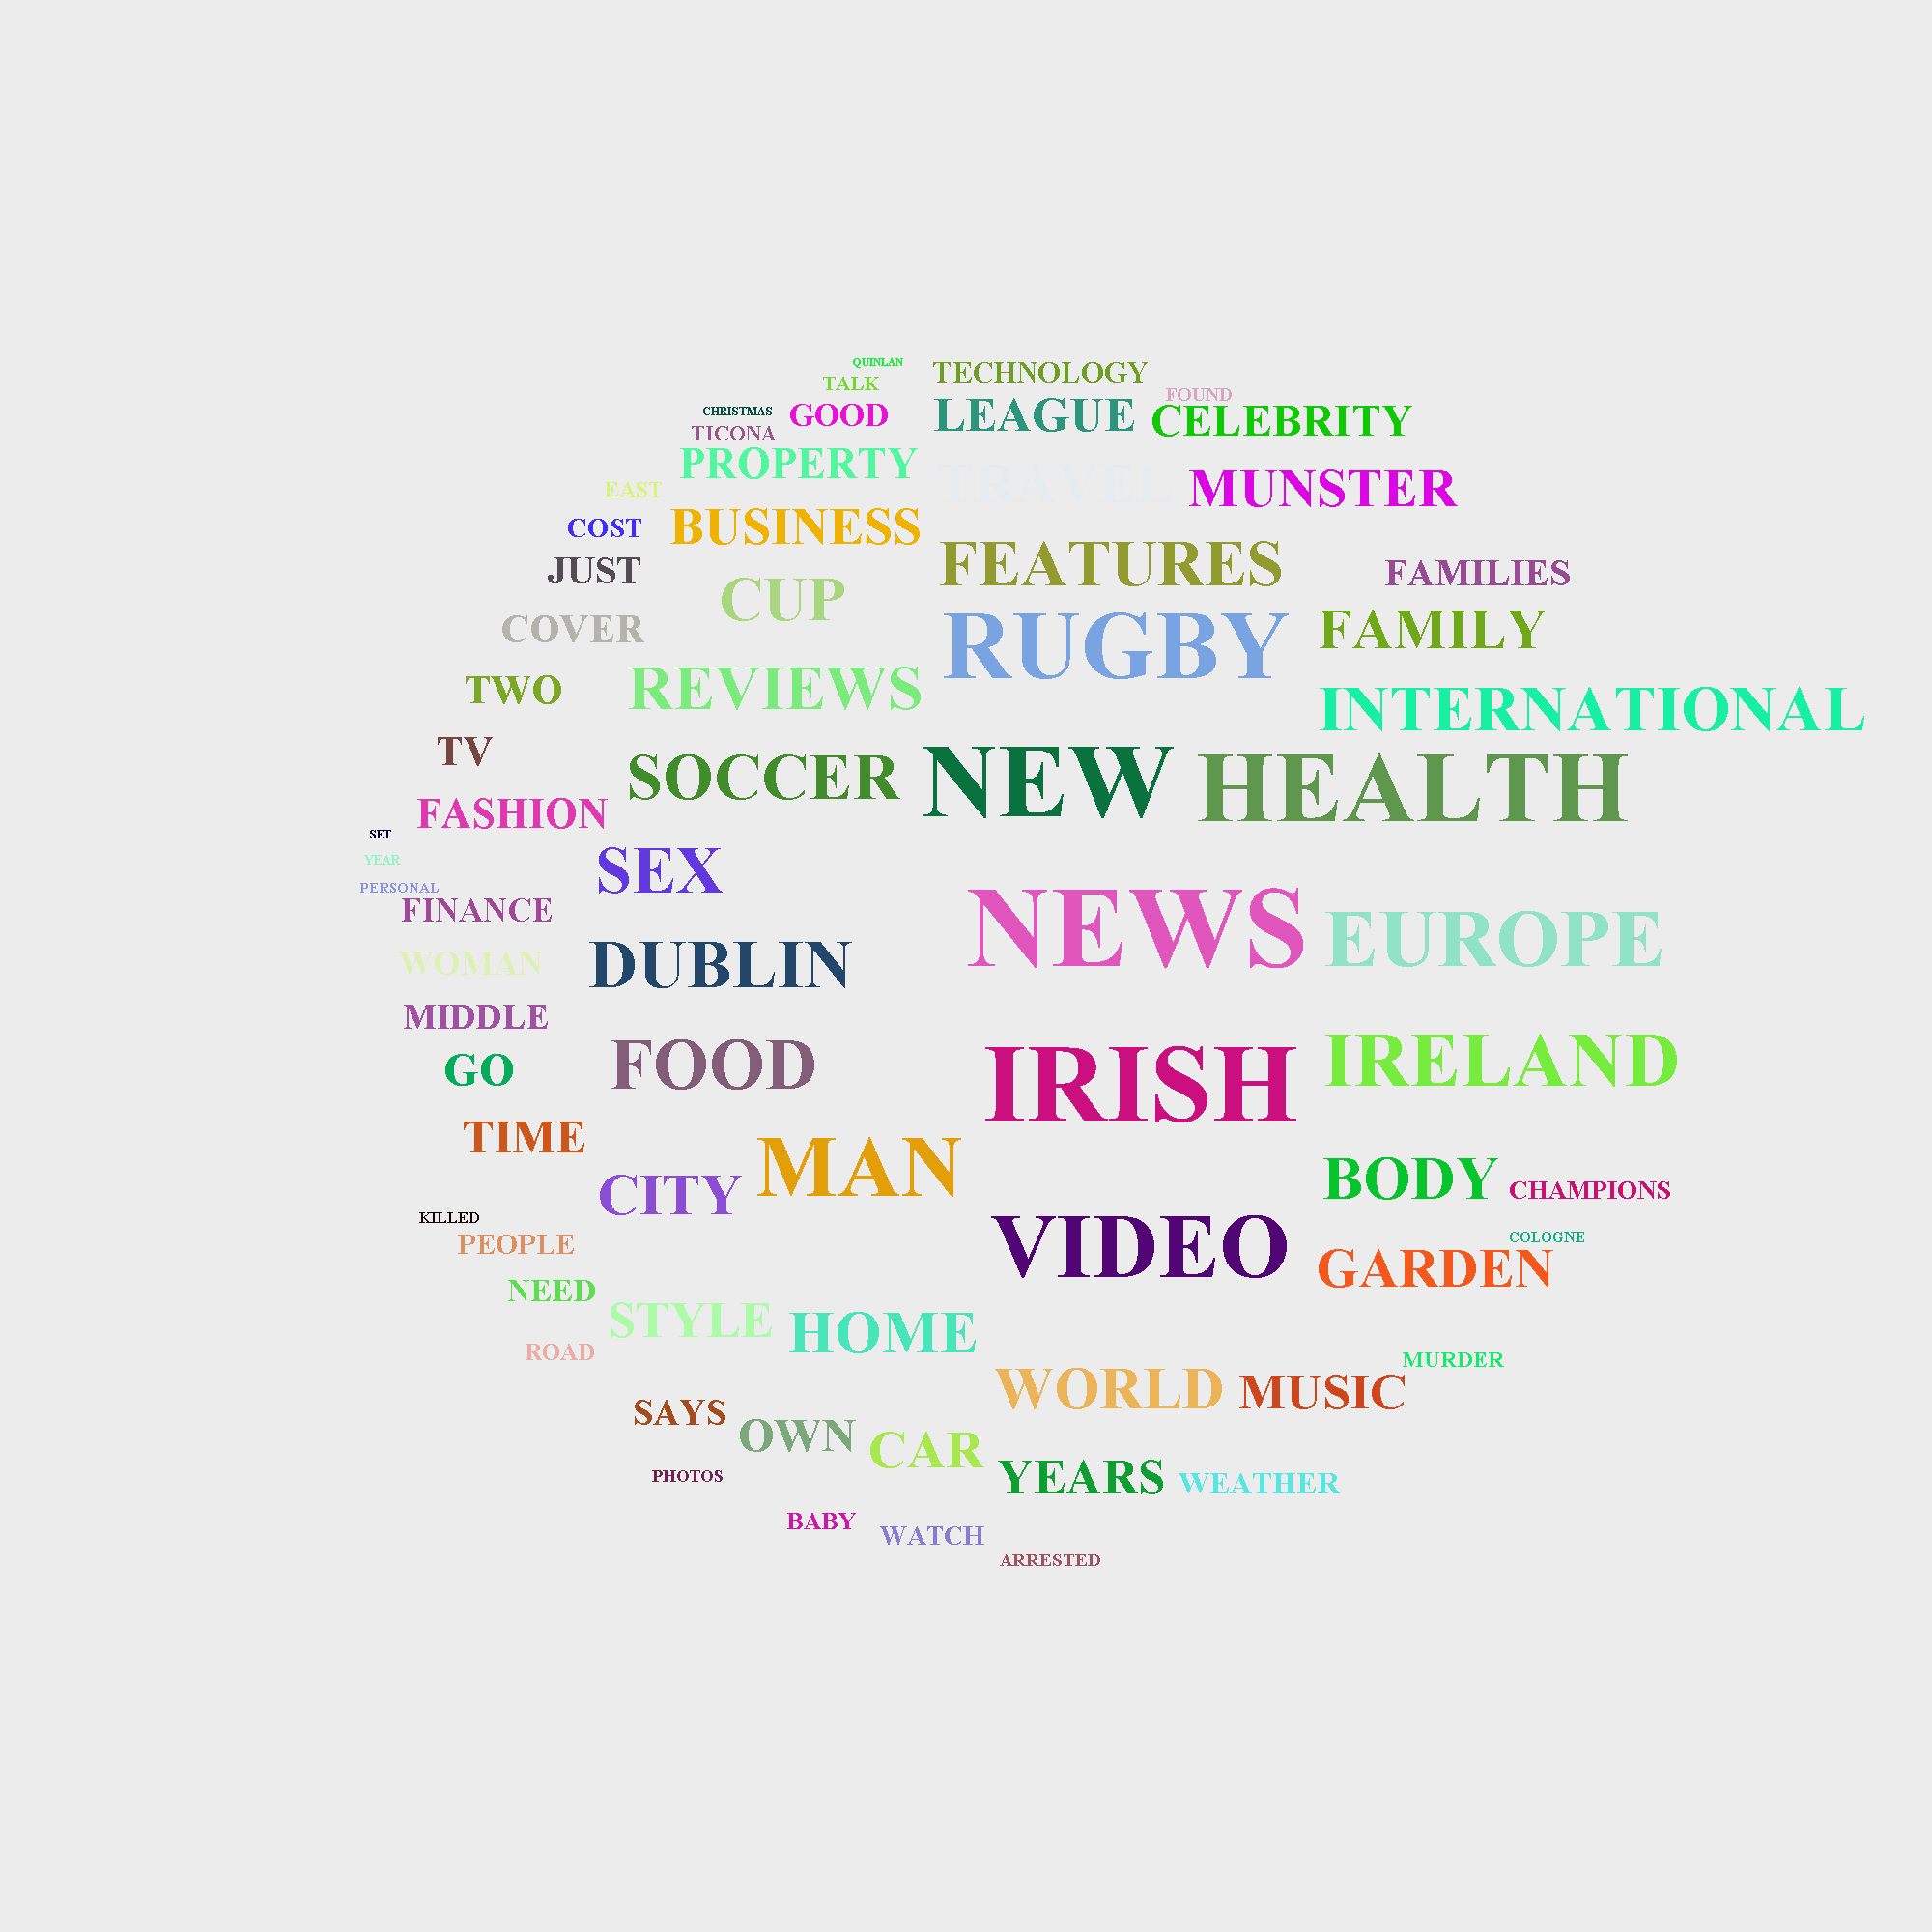 QUINLAN
TECHNOLOGY
TALK
FOUND
CHRISTMAS
GOOD
LEAGUE
CELEBRITY
TICONA
PROPERTY
TRAVEL
MUNSTER
EAST
COST
BUSINESS
JUST
FEATURES
FAMILIES
CUP
COVER
RUGBY
FAMILY
TWO
REVIEWS
INTERNATIONAL
TV
SOCCER
NEW
HEALTH
FASHION
SET
YEAR
SEX
PERSONAL
FINANCE
NEWS
EUROPE
WOMAN
DUBLIN
MIDDLE
GO
FOOD
IRISH
IRELAND
TIME
MAN
CITY
BODY
CHAMPIONS
KILLED
PEOPLE
VIDEO
COLOGNE
GARDEN
NEED
STYLE
HOME
ROAD
MURDER
WORLD
MUSIC
SAYS
OWN
CAR
PHOTOS
YEARS
WEATHER
BABY
WATCH
ARRESTED